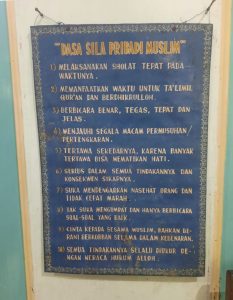 "DASA SILA PRIBADI MUSLIM"
1) MELAKSANAKAN SHOLAT TEPAT PADA
WAKTUNYA.
2) MEMANFAATKAN WAKTU UNTUK TA'LIMUL
QUR'AN DAN BERDHIKRULLOH.
3) BERBICARA BENAR, TEGAS, TEPAT DAN
JELAS.
4) MENJAUHI SEGALA MACAM PERMUSUHAN/
PERTENGKARAN.
5) TERTAWA SEKEDARNYA, KARENA BANYAK
TERTAWA BISA MEMATIKAN HATI.
6) SERIUS DALAM SEMUA TINDAKANNYA DAN
KONSEKWEN SIKAPNYA.
7) SUKA MENDENGARKAN NASEHAT ORANG DAN
TIDAK CEPAT MARAH.
8) TAK SUKA MENGUMPAT DAN HANYA BERBICARA
SOAL-SOAL YANG BAIK.
9) CINTA KEPADA SESAMA MUSLIM, BAHKAN BE-
RANI BERKORBAN SELAMA DALAM KEBENARAN.
10) SEMUA TINDAKANNYA SELALU DIUKUR DE-
NGAN NERACA HUKUM ALLOH.